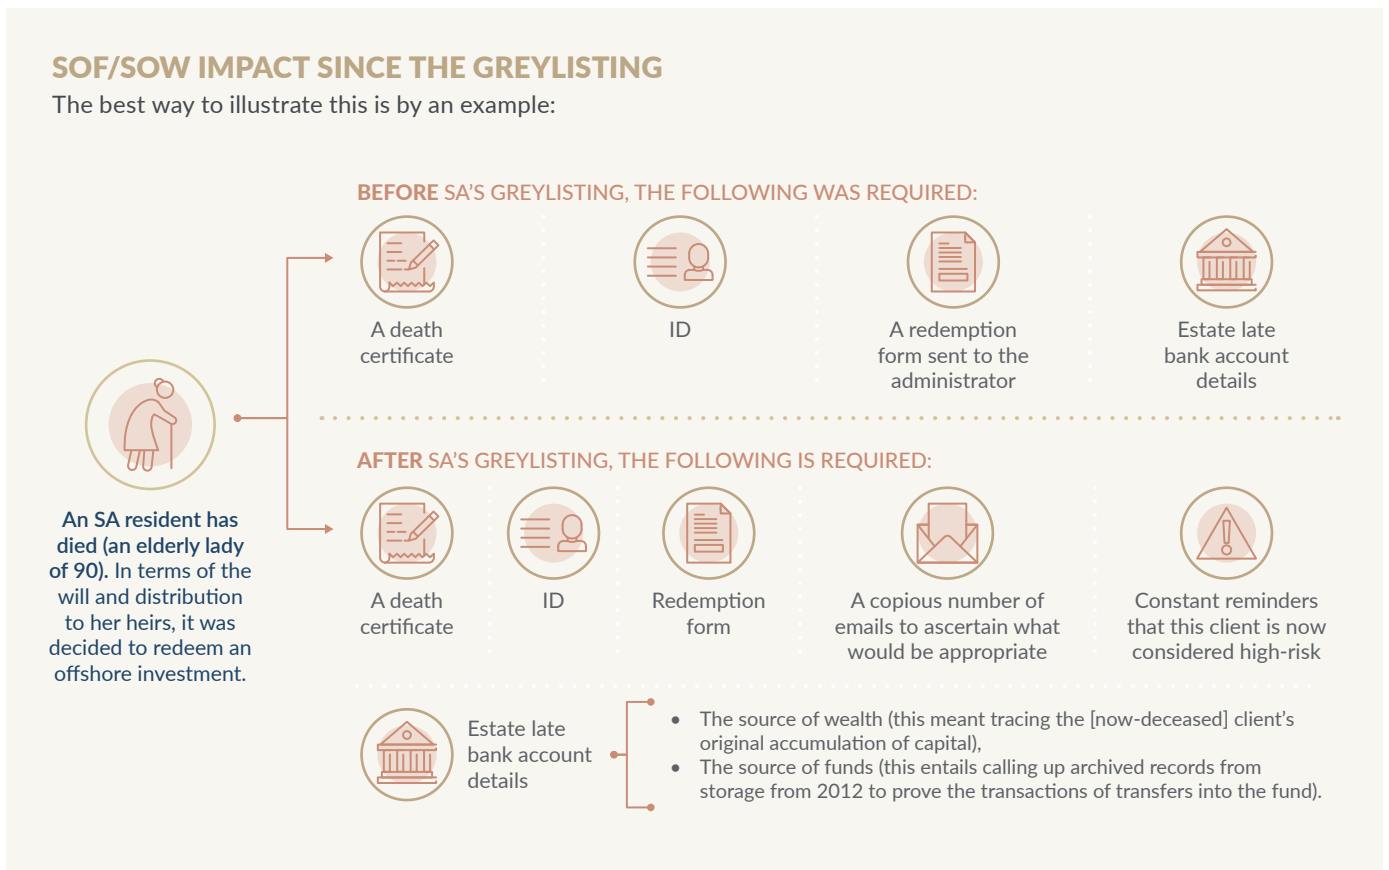 SOF/SOW IMPACT SINCE THE GREYLISTING
The best way to illustrate this is by an example:
An SA resident has
died (an elderly lady
of 90). In terms of the
will and distribution
to her heirs, it was
decided to redeem an
offshore investment.
BEFORE SA’S GREYLISTING, THE FOLLOWING WAS REQUIRED:
A death
certificate
ID
A redemption
form sent to the
administrator
Estate late
bank account
details
AFTER SA’S GREYLISTING, THE FOLLOWING IS REQUIRED:
A death
certificate
ID
Redemption
form
A copious number of
emails to ascertain what
would be appropriate
Constant reminders
that this client is now
considered high-risk
Estate late
bank account
details
• The source of wealth (this meant tracing the [now-deceased] client’s
original accumulation of capital),
• The source of funds (this entails calling up archived records from
storage from 2012 to prove the transactions of transfers into the fund).